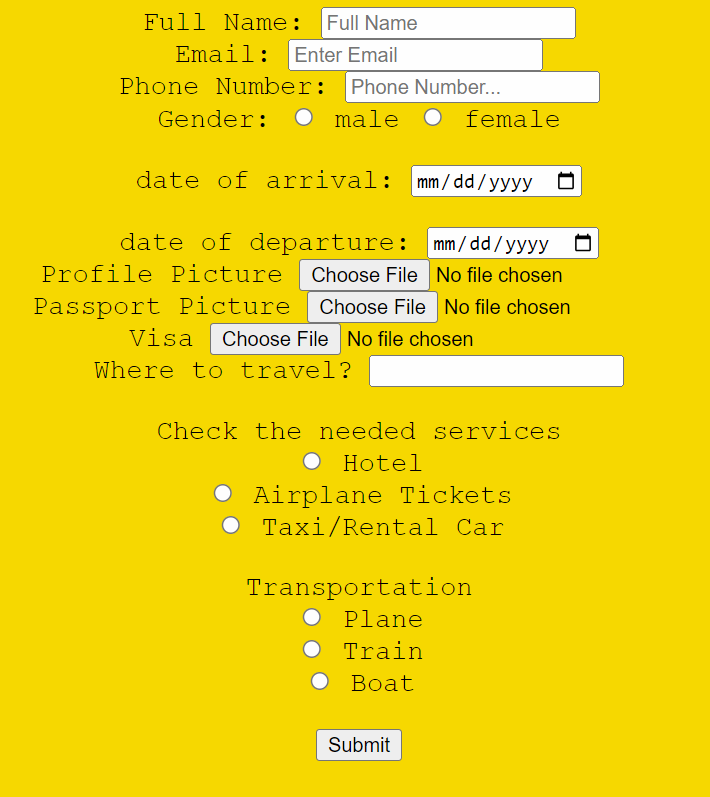 Full Name: Full Name
Email: Enter Email
Phone Number: Phone Number...
Gender: male female
date of arrival: mm/dd/yyyy
date of departure: mm/dd/yyyy
Profile Picture Choose File No file chosen
Passport Picture Choose File No file chosen
Visa Choose File No file chosen
Where to travel?
Check the needed services
Hotel
Airplane Tickets
Taxi/Rental Car
Transportation
Plane
Train
Boat
Submit